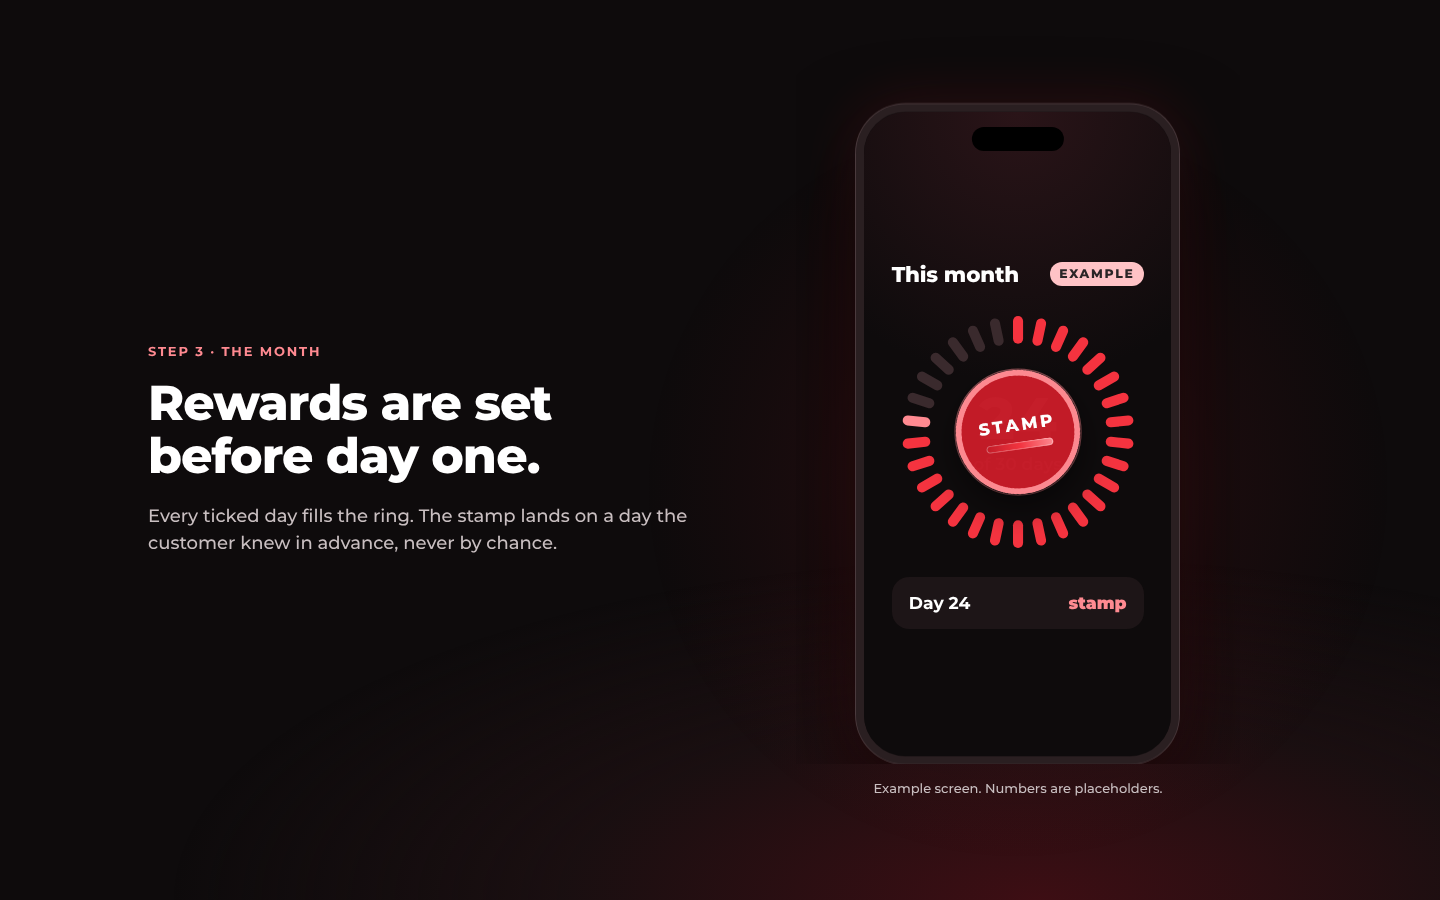 STEP 3 · THE MONTH
Rewards are set
before day one.
Every ticked day fills the ring. The stamp lands on a day the
customer knew in advance, never by chance.
This month
EXAMPLE
STAMP
Day 24
stamp
Example screen. Numbers are placeholders.